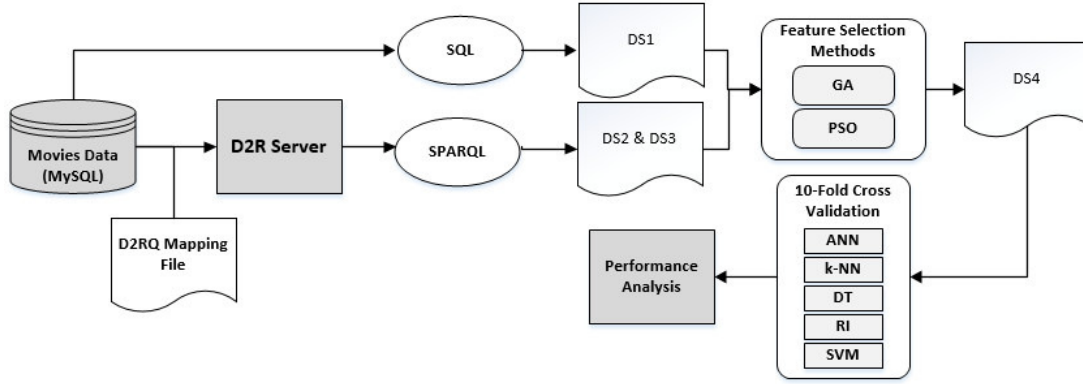 SQL
DS1
Feature Selection
Methods
GA
PSO
DS4
Movies Data
(MySQL)
D2R Server
SPARQL
DS2 & DS3
D2RQ Mapping
File
10-Fold Cross
Validation
ANN
k-NN
DT
RI
SVM
Performance
Analysis